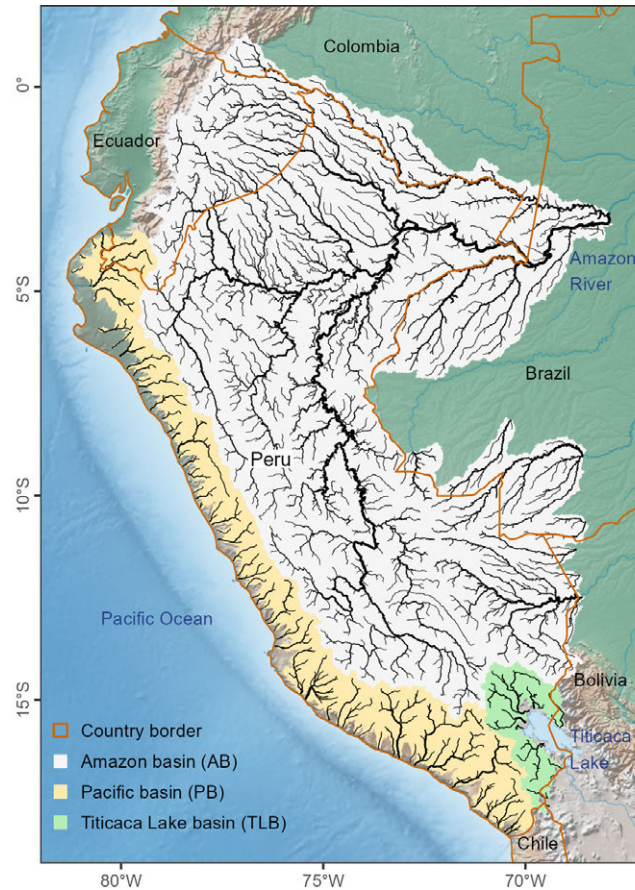 Colombia
0°
Ecuador
Amazon
River
5°S
Brazil
Peru
10°S
Pacific Ocean
Bolivia
15°S
Titicaca
Lake
Country border
Amazon basin (AB)
Pacific basin (PB)
Titicaca Lake basin (TLB)
Chile
80°W
75°W
70°W